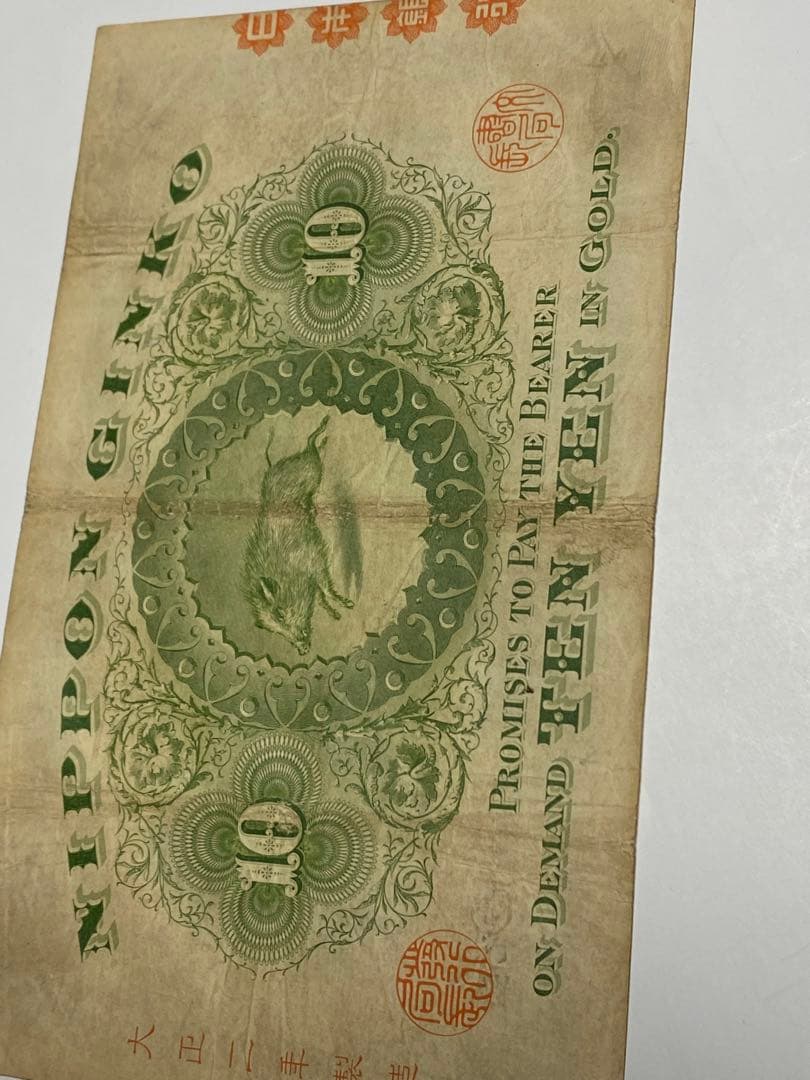 NIPPON GINKO
10 10
PROMISES TO PAY THE BEARER
ON DEMAND TEN YEN IN GOLD.
大正二年製